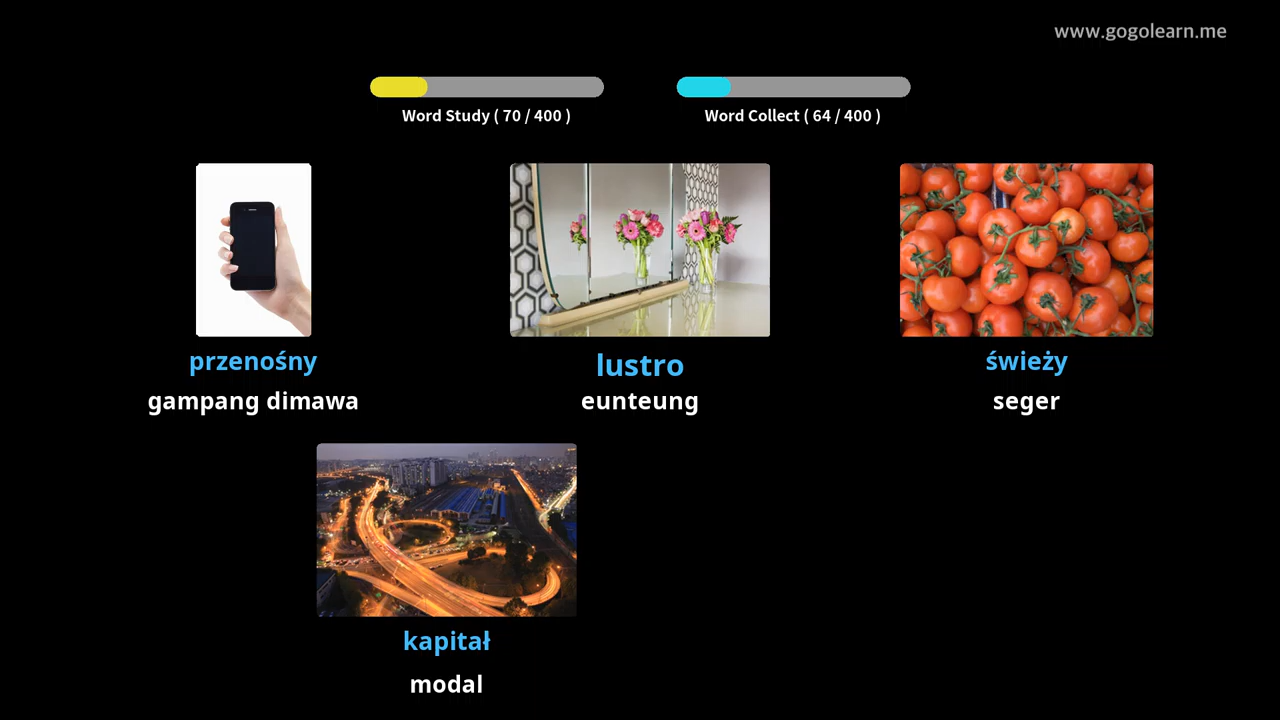 www.gogolearn.me
Word Study ( 70 / 400 )
Word Collect ( 64 / 400 )
przenośny
gampang dimawa
lustro
eunteung
świeży
seger
kapitał
modal